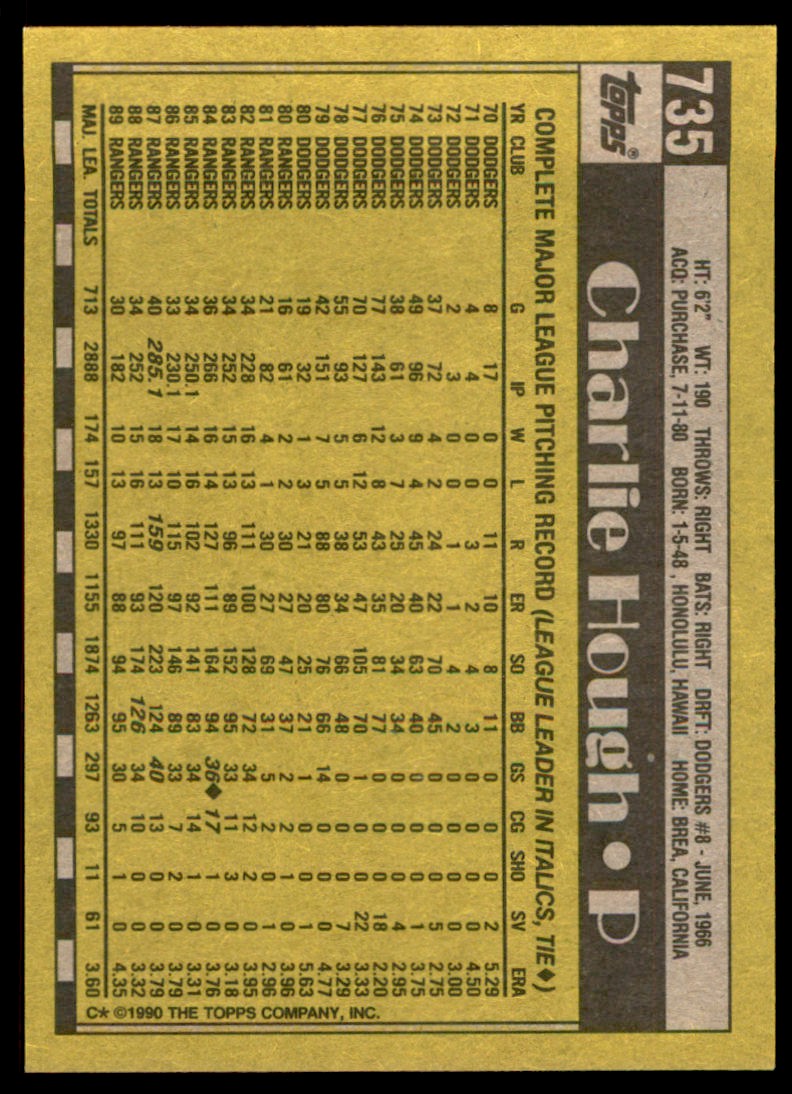 735
HT: 6'2" WT: 190 THROWS: RIGHT BATS: RIGHT DRFT: DODGERS #8 - JUNE, 1966
ACQ: PURCHASE, 7-11-80 BORN: 1-5-48, HONOLULU, HAWAII HOME: BREA, CALIFORNIA
Topps®
Charlie Hough • P
COMPLETE MAJOR LEAGUE PITCHING RECORD (LEAGUE LEADER IN ITALICS, TIE◆)
YR CLUB G IP W L R ER SO BB GS CG SHO SV ERA
70 DODGERS 8 17 0 0 11 10 8 11 0 0 0 2 5.29
71 DODGERS 4 4 0 0 3 2 4 3 0 0 0 0 4.50
72 DODGERS 2 3 0 0 1 1 4 2 0 0 0 0 3.00
73 DODGERS 37 72 4 2 24 22 70 45 0 0 0 5 2.75
74 DODGERS 49 96 9 4 45 40 63 40 0 0 0 1 3.75
75 DODGERS 38 61 3 7 25 20 34 34 0 0 0 4 2.95
76 DODGERS 77 143 12 8 43 35 81 77 0 0 0 18 2.20
77 DODGERS 70 127 6 12 53 47 105 70 1 0 0 22 3.33
78 DODGERS 55 93 5 5 38 34 66 48 0 0 0 7 3.29
79 DODGERS 42 151 7 5 88 80 76 66 14 0 0 0 4.77
80 DODGERS 19 32 1 3 21 20 25 21 1 0 0 1 5.63
80 RANGERS 16 61 2 2 30 27 47 37 2 2 1 0 3.96
81 RANGERS 21 82 4 1 30 27 69 31 5 2 0 1 2.96
82 RANGERS 34 228 16 13 111 100 128 72 34 12 2 0 3.95
83 RANGERS 34 252 15 13 96 89 152 95 33 11 3 0 3.18
84 RANGERS 36 266 16 14 127 111 164 94 36◆ 17 1 0 3.76
85 RANGERS 34 250.1 14 16 102 92 141 83 34 14 1 0 3.31
86 RANGERS 33 230.1 17 10 115 97 146 89 33 7 2 0 3.79
87 RANGERS 40 285.1 18 13 159 120 223 124 40 13 0 0 3.79
88 RANGERS 34 252 15 16 111 93 174 126 34 10 0 0 3.32
89 RANGERS 30 182 10 13 97 88 94 95 30 5 1 0 4.35
MAJ. LEA. TOTALS 713 2888 174 157 1330 1155 1874 1263 297 93 11 61 3.60
C* ©1990 THE TOPPS COMPANY, INC.